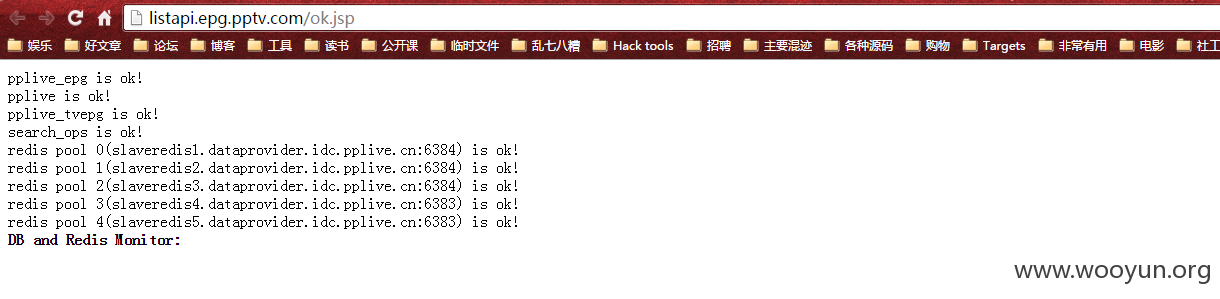 listapi.epg.pptv.com/ok.jsp
娱乐 好文章 论坛 博客 工具 读书 公开课 临时文件 乱七八糟 Hack tools 招聘 主要混迹 各种源码 购物 Targets 非常有用 电影 社工
pplive_epg is ok!
pplive is ok!
pplive_tvepg is ok!
search_ops is ok!
redis pool 0(slaveredis1.dataprovider.idc.pplive.cn:6384) is ok!
redis pool 1(slaveredis2.dataprovider.idc.pplive.cn:6384) is ok!
redis pool 2(slaveredis3.dataprovider.idc.pplive.cn:6384) is ok!
redis pool 3(slaveredis4.dataprovider.idc.pplive.cn:6383) is ok!
redis pool 4(slaveredis5.dataprovider.idc.pplive.cn:6383) is ok!
DB and Redis Monitor:
www.wooyun.org